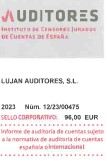 AUDITORES
INSTITUTO DE CENSORES JURADOS
DE CUENTAS DE ESPAÑA
LUJAN AUDITORES, S.L.
2023 Núm. 12/23/00475
SELLO CORPORATIVO: 96,00 EUR
Informe de auditoría de cuentas sujeto
a la normativa de auditoría de cuentas
española o internacional